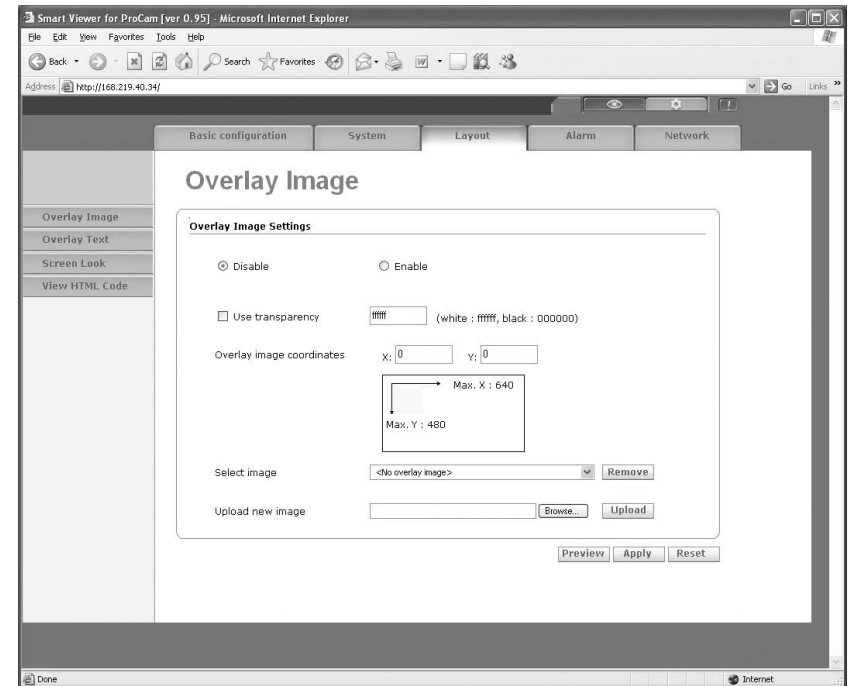 Smart Viewer for ProCam [ver 0.95] - Microsoft Internet Explorer
File Edit View Favorites Tools Help
Back Search Favorites
Address http://168.219.40.34/ Go Links »
Basic configuration System Layout Alarm Network
Overlay Image
Overlay Image
Overlay Text
Screen Look
View HTML Code
Overlay Image Settings
Disable Enable
Use transparency ffffff (white : ffffff, black : 000000)
Overlay image coordinates X: 0 Y: 0
Max. X : 640
Max. Y : 480
Select image <No overlay image> Remove
Upload new image Browse... Upload
Preview Apply Reset
Done Internet